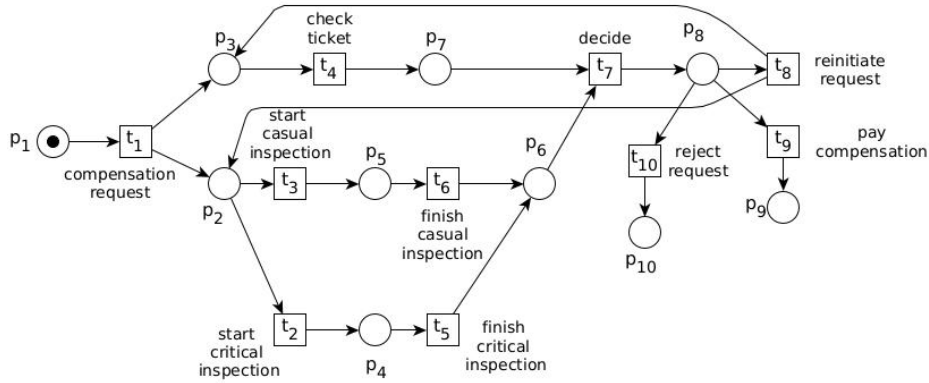 check
ticket
p3
t4
p7
decide
t7
p8
t8
reinitiate
request
p1
t1
compensation
request
start
casual
inspection
p2
t3
p5
t6
finish
casual
inspection
p6
t10
reject
request
t9
pay
compensation
p9
p10
start
critical
inspection
t2
p4
t5
finish
critical
inspection